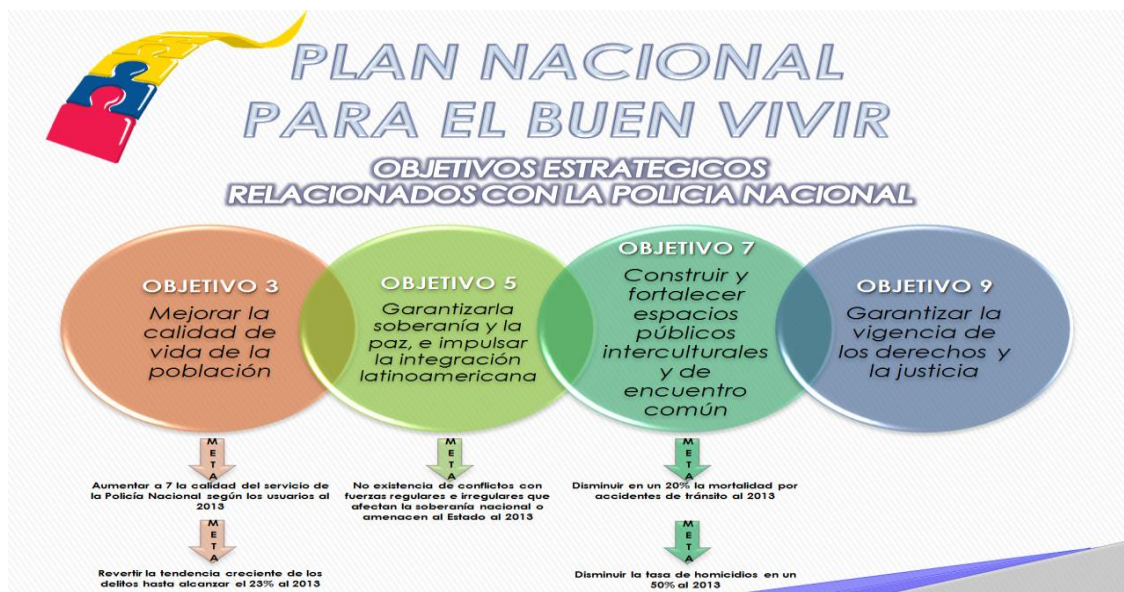 PLAN NACIONAL
PARA EL BUEN VIVIR
OBJETIVOS ESTRATEGICOS
RELACIONADOS CON LA POLICIA NACIONAL
OBJETIVO 3
Mejorar la
calidad de
vida de la
población
OBJETIVO 5
Garantizarla
soberanía y la
paz, e impulsar
la integración
latinoamericana
OBJETIVO 7
Construir y
fortalecer
espacios
públicos
interculturales
y de
encuentro
común
OBJETIVO 9
Garantizar la
vigencia de
los derechos y
la justicia
META
Aumentar a 7 la calidad del servicio de
la Policía Nacional según los usuarios al
2013
META
Revertir la tendencia creciente de los
delitos hasta alcanzar el 23% al 2013
META
No existencia de conflictos con
fuerzas regulares e irregulares que
afectan la soberanía nacional o
amenacen al Estado al 2013
META
Disminuir en un 20% la mortalidad por
accidentes de tránsito al 2013
META
Disminuir la tasa de homicidios en un
50% al 2013